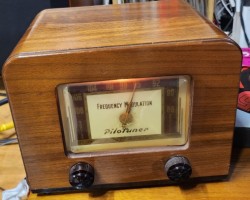 FREQUENCY MODULATION
PiloTuner